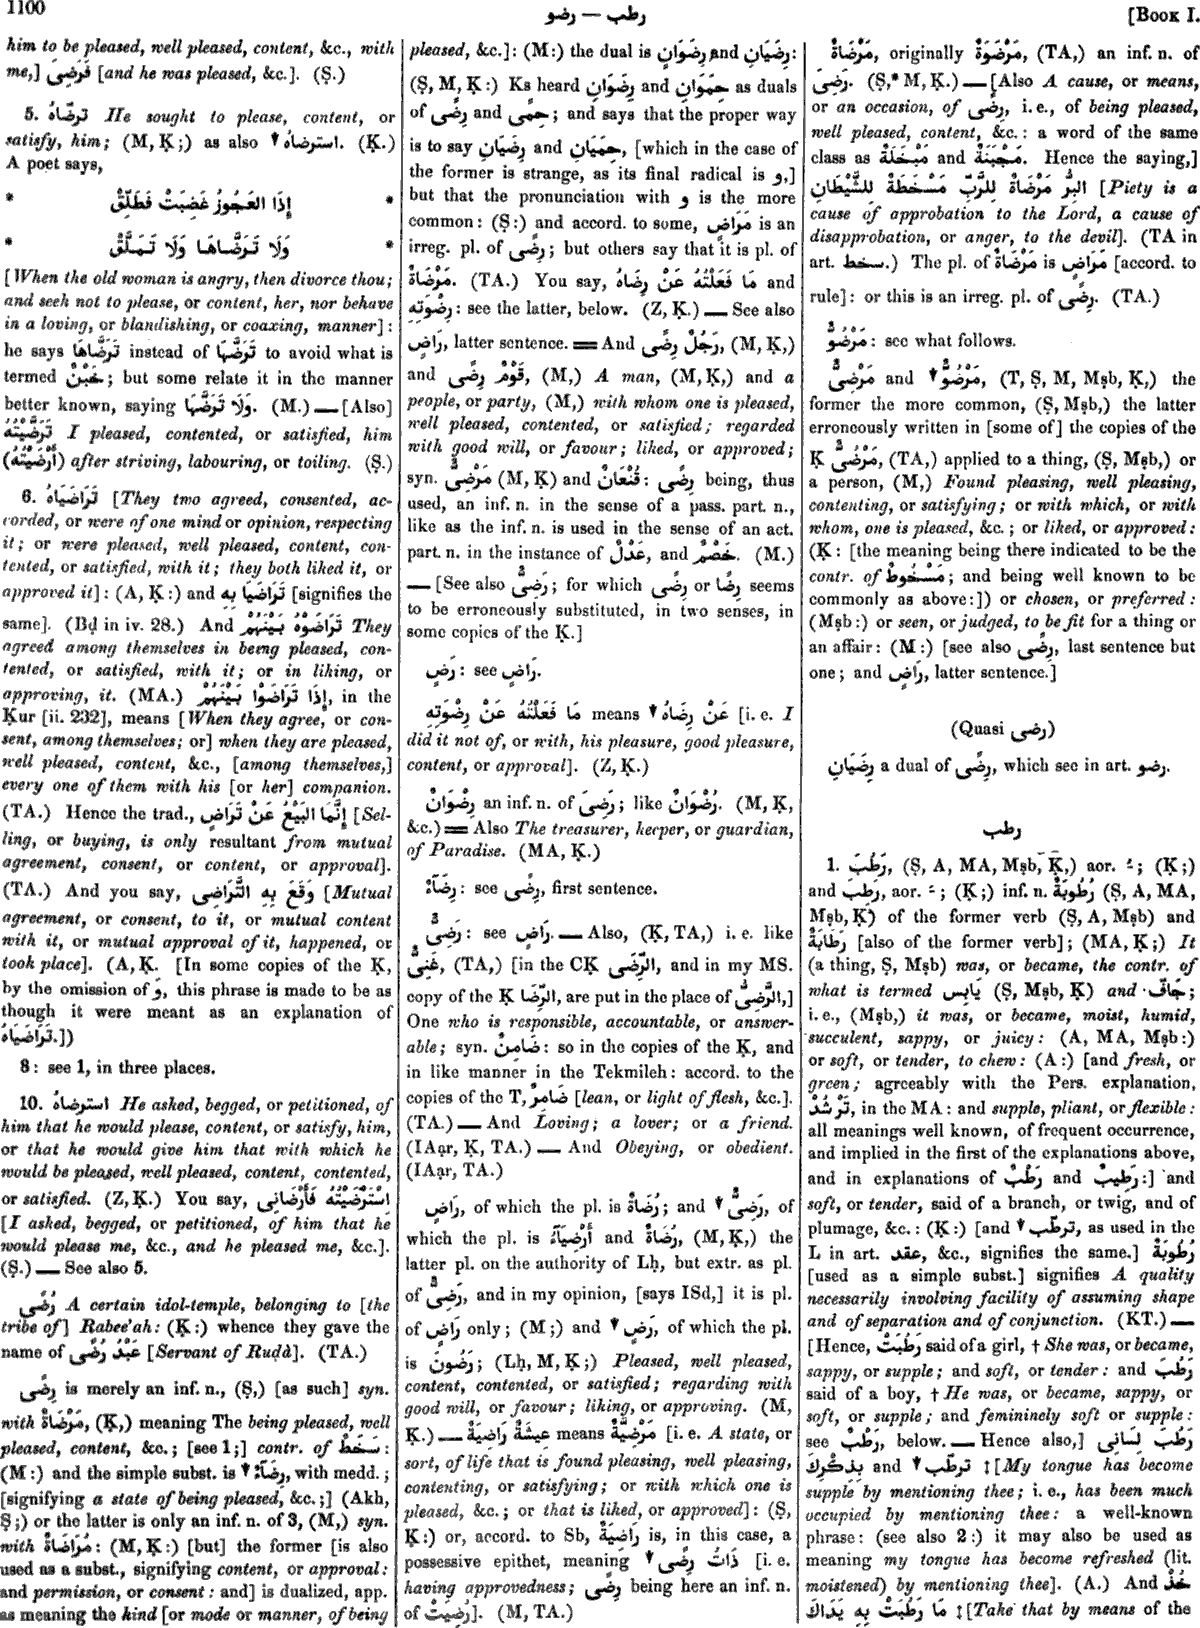 1100
رضو — رطب
[Book I.
him to be pleased, well pleased, content, &c., with
me,] فَرَضِىَ [and he was pleased, &c.]. (Ṣ.)
5. ترضّاهُ He sought to please, content, or
satisfy, him; (M, Ḳ;) as also ↓ استرضاهُ. (Ḳ.)
A poet says,
* إِذَا العَجُوزُ غَضِبَتْ فَطَلِّقْ *
* وَلَا تَرَضَّاهَا وَلَا تَمَلَّقْ *
[When the old woman is angry, then divorce thou;
and seek not to please, or content, her, nor behave
in a loving, or blandishing, or coaxing, manner]:
he says تَرَضَّاهَا instead of تَرَضَّهَا to avoid what is
termed خَبْنٌ; but some relate it in the manner
better known, saying وَلَا تَرَضَّهَا. (M.) — [Also]
تَرَضَّيْتُهُ I pleased, contented, or satisfied, him
(أَرْضَيْتُهُ) after striving, labouring, or toiling. (Ṣ.)
6. تَرَاضَيَاهُ [They two agreed, consented, ac-
corded, or were of one mind or opinion, respecting
it; or were pleased, well pleased, content, con-
tented, or satisfied, with it; they both liked it, or
approved it]: (A, Ḳ:) and تَرَاضَيَا بِهِ [signifies the
same]. (Bḍ in iv. 28.) And تَرَاضَوْهُ بَيْنَهُمْ They
agreed among themselves in being pleased, con-
tented, or satisfied, with it; or in liking, or
approving, it. (MA.) إِذَا تَرَاضَوْا بَيْنَهُمْ, in the
Ḳur [ii. 232], means [When they agree, or con-
sent, among themselves; or] when they are pleased,
well pleased, content, &c., [among themselves,]
every one of them with his [or her] companion.
(TA.) Hence the trad., إِنَّمَا البَيْعُ عَنْ تَرَاضٍ [Sel-
ling, or buying, is only resultant from mutual
agreement, consent, or content, or approval].
(TA.) And you say, وَقَعَ بِهِ التَّرَاضِى [Mutual
agreement, or consent, to it, or mutual content
with it, or mutual approval of it, happened, or
took place]. (A, Ḳ. [In some copies of the Ḳ,
by the omission of وَ, this phrase is made to be as
though it were meant as an explanation of
تَرَاضَيَاهُ.])
8: see 1, in three places.
10. استرضاهُ He asked, begged, or petitioned, of
him that he would please, content, or satisfy, him,
or that he would give him that with which he
would be pleased, well pleased, content, contented,
or satisfied. (Z, Ḳ.) You say, اِسْتَرْضَيْتُهُ فَأَرْضَانِى
[I asked, begged, or petitioned, of him that he
would please me, &c., and he pleased me, &c.].
(Ṣ.) — See also 5.
رُضًى A certain idol-temple, belonging to [the
tribe of] Rabee'ah: (Ḳ:) whence they gave the
name of عَبْدُ رُضًى [Servant of Ruḍà]. (TA.)
رِضًى is merely an inf. n., (Ṣ,) [as such] syn.
with مَرْضَاةٌ, (Ḳ,) meaning The being pleased, well
pleased, content, &c.; [see 1;] contr. of سَخَطٌ:
(M:) and the simple subst. is ↓ رِضَآءٌ, with medd.;
[signifying a state of being pleased, &c.;] (Akh,
Ṣ;) or the latter is only an inf. n. of 3, (M,) syn.
with مُرَاضَاةٌ: (M, Ḳ:) [but] the former [is also
used as a subst., signifying content, or approval:
and permission, or consent: and] is dualized, app.
as meaning the kind [or mode or manner, of being
pleased, &c.]: (M:) the dual is رِضَوَانِ and رِضَيَانِ:
(Ṣ, M, Ḳ:) Ks heard رِضَوَانِ and حِمَوَانِ as duals
of رِضًى and حِمًى; and says that the proper way
is to say رِضَيَانِ and حِمَيَانِ, [which in the case of
the former is strange, as its final radical is و,]
but that the pronunciation with و is the more
common: (Ṣ:) and accord. to some, مَرَاضٍ is an
irreg. pl. of رِضًى; but others say that it is pl. of
مَرْضَاةٌ. (TA.) You say, مَا فَعَلْتُهُ عَنْ رِضَاهُ and
رِضْوَتِهِ: see the latter, below. (Z, Ḳ.) — See also
رَاضٍ, latter sentence. = And رَجُلٌ رِضًى, (M, Ḳ,)
and قَوْمٌ رِضًى, (M,) A man, (M, Ḳ,) and a
people, or party, (M,) with whom one is pleased,
well pleased, contented, or satisfied; regarded
with good will, or favour; liked, or approved;
syn. مَرْضِىٌّ (M, Ḳ) and قُنْعَانٌ: رِضًى being, thus
used, an inf. n. in the sense of a pass. part. n.,
like as the inf. n. is used in the sense of an act.
part. n. in the instance of عَدْلٌ, and خَصْمٌ. (M.)
— [See also رَضِىٌّ; for which رِضًى or رِضًا seems
to be erroneously substituted, in two senses, in
some copies of the Ḳ.]
رَضٍ: see رَاضٍ.
مَا فَعَلْتُهُ عَنْ رِضْوَتِهِ means ↓ عَنْ رِضَاهُ [i. e. I
did it not of, or with, his pleasure, good pleasure,
content, or approval]. (Z, Ḳ.)
رِضْوَانٌ an inf. n. of رَضِىَ; like رُضْوَانٌ. (M, Ḳ,
&c.) = Also The treasurer, keeper, or guardian,
of Paradise. (MA, Ḳ.)
رِضَآءٌ: see رِضًى, first sentence.
رَضِىٌّ: see رَاضٍ. — Also, (Ḳ, TA,) i. e. like
غَنِىٌّ, (TA,) [in the CḲ الرِّضَى, and in my MS.
copy of the Ḳ الرِّضَا, are put in the place of الرَّضِىُّ,]
One who is responsible, accountable, or answer-
able; syn. ضَامِنٌ: so in the copies of the Ḳ, and
in like manner in the Tekmileh: accord. to the
copies of the T, ضَامِرٌ [lean, or light of flesh, &c.].
(TA.) — And Loving; a lover; or a friend.
(IAạr, Ḳ, TA.) — And Obeying, or obedient.
(IAạr, TA.)
رَاضٍ, of which the pl. is رُضَاةٌ; and ↓ رَضِىٌّ, of
which the pl. is أَرْضِيَآءُ and رُضَاةٌ, (M, Ḳ,) the
latter pl. on the authority of Lḥ, but extr. as pl.
of رَضِىٌّ, and in my opinion, [says ISd,] it is pl.
of رَاضٍ only; (M;) and ↓ رَضٍ, of which the pl.
is رَضُونَ; (Lḥ, M, Ḳ;) Pleased, well pleased,
content, contented, or satisfied; regarding with
good will, or favour; liking, or approving. (M,
Ḳ.) — عِيشَةٌ رَاضِيَةٌ means مَرْضِيَّةٌ [i. e. A state, or
sort, of life that is found pleasing, well pleasing,
contenting, or satisfying; or with which one is
pleased, &c.; or that is liked, or approved]: (Ṣ,
Ḳ:) or, accord. to Sb, رَاضِيَةٌ is, in this case, a
possessive epithet, meaning ↓ ذَاتُ رِضًى [i. e.
having approvedness; رِضًى being here an inf. n.
of رُضِيَتْ]. (M, TA.)
مَرْضَاةٌ, originally مَرْضَوَةٌ, (TA,) an inf. n. of
رَضِىَ. (Ṣ,* M, Ḳ.) — [Also A cause, or means,
or an occasion, of رِضًى, i. e., of being pleased,
well pleased, content, &c.: a word of the same
class as مَبْخَلَةٌ and مَجْبَنَةٌ. Hence the saying,]
البِرُّ مَرْضَاةٌ لِلرَّبِّ مَسْخَطَةٌ لِلشَّيْطَانِ [Piety is a
cause of approbation to the Lord, a cause of
disapprobation, or anger, to the devil]. (TA in
art. سخط.) The pl. of مَرْضَاةٌ is مَرَاضٍ [accord. to
rule]: or this is an irreg. pl. of رِضًى. (TA.)
مَرْضُوٌّ: see what follows.
مَرْضِىٌّ and ↓ مَرْضُوٌّ, (T, Ṣ, M, Mṣb, Ḳ,) the
former the more common, (Ṣ, Mṣb,) the latter
erroneously written in [some of] the copies of the
Ḳ مَرْضُىٌّ, (TA,) applied to a thing, (Ṣ, Mṣb,) or
a person, (M,) Found pleasing, well pleasing,
contenting, or satisfying; or with which, or with
whom, one is pleased, &c.; or liked, or approved:
(Ḳ: [the meaning being there indicated to be the
contr. of مَسْخُوطٌ; and being well known to be
commonly as above:]) or chosen, or preferred:
(Mṣb:) or seen, or judged, to be fit for a thing or
an affair: (M:) [see also رِضًى, last sentence but
one; and رَاضٍ, latter sentence.]
(Quasi رضى)
رِضَيَانِ a dual of رِضًى, which see in art. رضو.
رطب
1. رَطُبَ, (Ṣ, A, MA, Mṣb, Ḳ,) aor. ـُ; (Ḳ;)
and رَطِبَ, aor. ـَ; (Ḳ;) inf. n. رُطُوبَةٌ (Ṣ, A, MA,
Mṣb, Ḳ) of the former verb (Ṣ, A, Mṣb) and
رَطَابَةٌ [also of the former verb]; (MA, Ḳ;) It
(a thing, Ṣ, Mṣb) was, or became, the contr. of
what is termed يَابِس (Ṣ, Mṣb, Ḳ) and جَافّ;
i. e., (Mṣb,) it was, or became, moist, humid,
succulent, sappy, or juicy: (A, MA, Mṣb:)
or soft, or tender, to chew: (A:) [and fresh, or
green; agreeably with the Pers. explanation,
تَرْ شُدْ, in the MA: and supple, pliant, or flexible:
all meanings well known, of frequent occurrence,
and implied in the first of the explanations above,
and in explanations of رَطْبٌ and رَطِيبٌ:] and
soft, or tender, said of a branch, or twig, and of
plumage, &c.: (Ḳ:) [and ↓ ترطّب, as used in the
L in art. عقد, &c., signifies the same.] رُطُوبَةٌ
[used as a simple subst.] signifies A quality
necessarily involving facility of assuming shape
and of separation and of conjunction. (KT.) —
[Hence, رَطُبَتْ said of a girl, † She was, or became,
sappy, or supple; and soft, or tender: and رَطُبَ
said of a boy, † He was, or became, sappy, or
soft, or supple; and femininely soft or supple:
see رَطْبٌ, below. — Hence also,] رَطُبَ لِسَانِى
بِذِكْرِكَ and ↓ ترطّب ‡ [My tongue has become
supple by mentioning thee; i. e., has been much
occupied by mentioning thee: a well-known
phrase: (see also 2:) it may also be used as
meaning my tongue has become refreshed (lit.
moistened) by mentioning thee]. (A.) And خُذْ
مَا رَطُبَتْ بِهِ يَدَاكَ ‡ [Take that by means of the